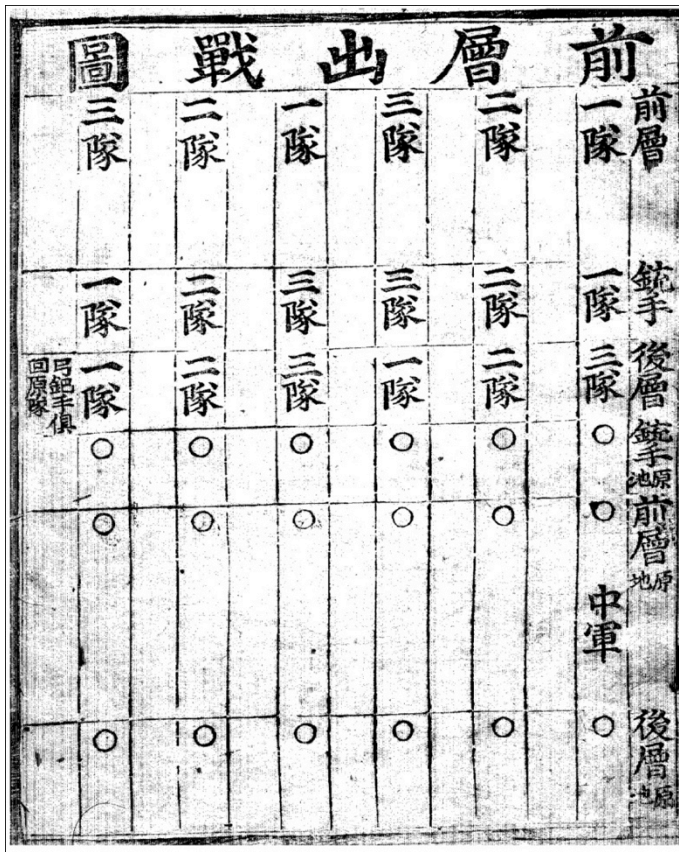 前層出戰圖
前層 一隊 二隊 三隊 一隊 二隊 三隊
銃手 一隊 二隊 三隊 三隊 二隊 一隊
後層 三隊 二隊 一隊 三隊 二隊 一隊
弓鈀手俱
回原隊
銃手原地
前層原地
中軍
後層原地